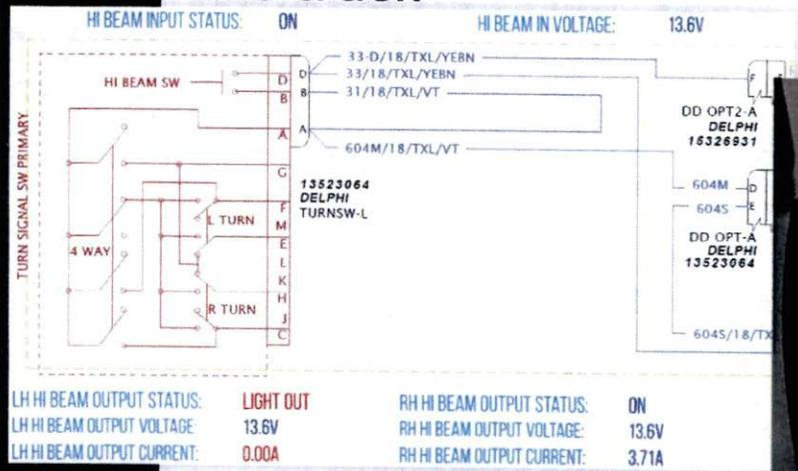 HI BEAM INPUT STATUS: ON
HI BEAM IN VOLTAGE: 13.6V
TURN SIGNAL SW PRIMARY
HI BEAM SW
4 WAY
L TURN
R TURN
D
B
A
G
F
M
E
L
K
H
J
C
D
B
A
13523064
DELPHI
TURNSW-L
33-D/18/TXL/YEBN
33/18/TXL/YEBN
31/18/TXL/VT
604M/18/TXL/VT
F
DD OPT2-A
DELPHI
15326931
604M
604S
D
E
DD OPT-A
DELPHI
13523064
604S/18/TX
LH HI BEAM OUTPUT STATUS: LIGHT OUT
LH HI BEAM OUTPUT VOLTAGE: 13.6V
LH HI BEAM OUTPUT CURRENT: 0.00A
RH HI BEAM OUTPUT STATUS: ON
RH HI BEAM OUTPUT VOLTAGE: 13.6V
RH HI BEAM OUTPUT CURRENT: 3.71A